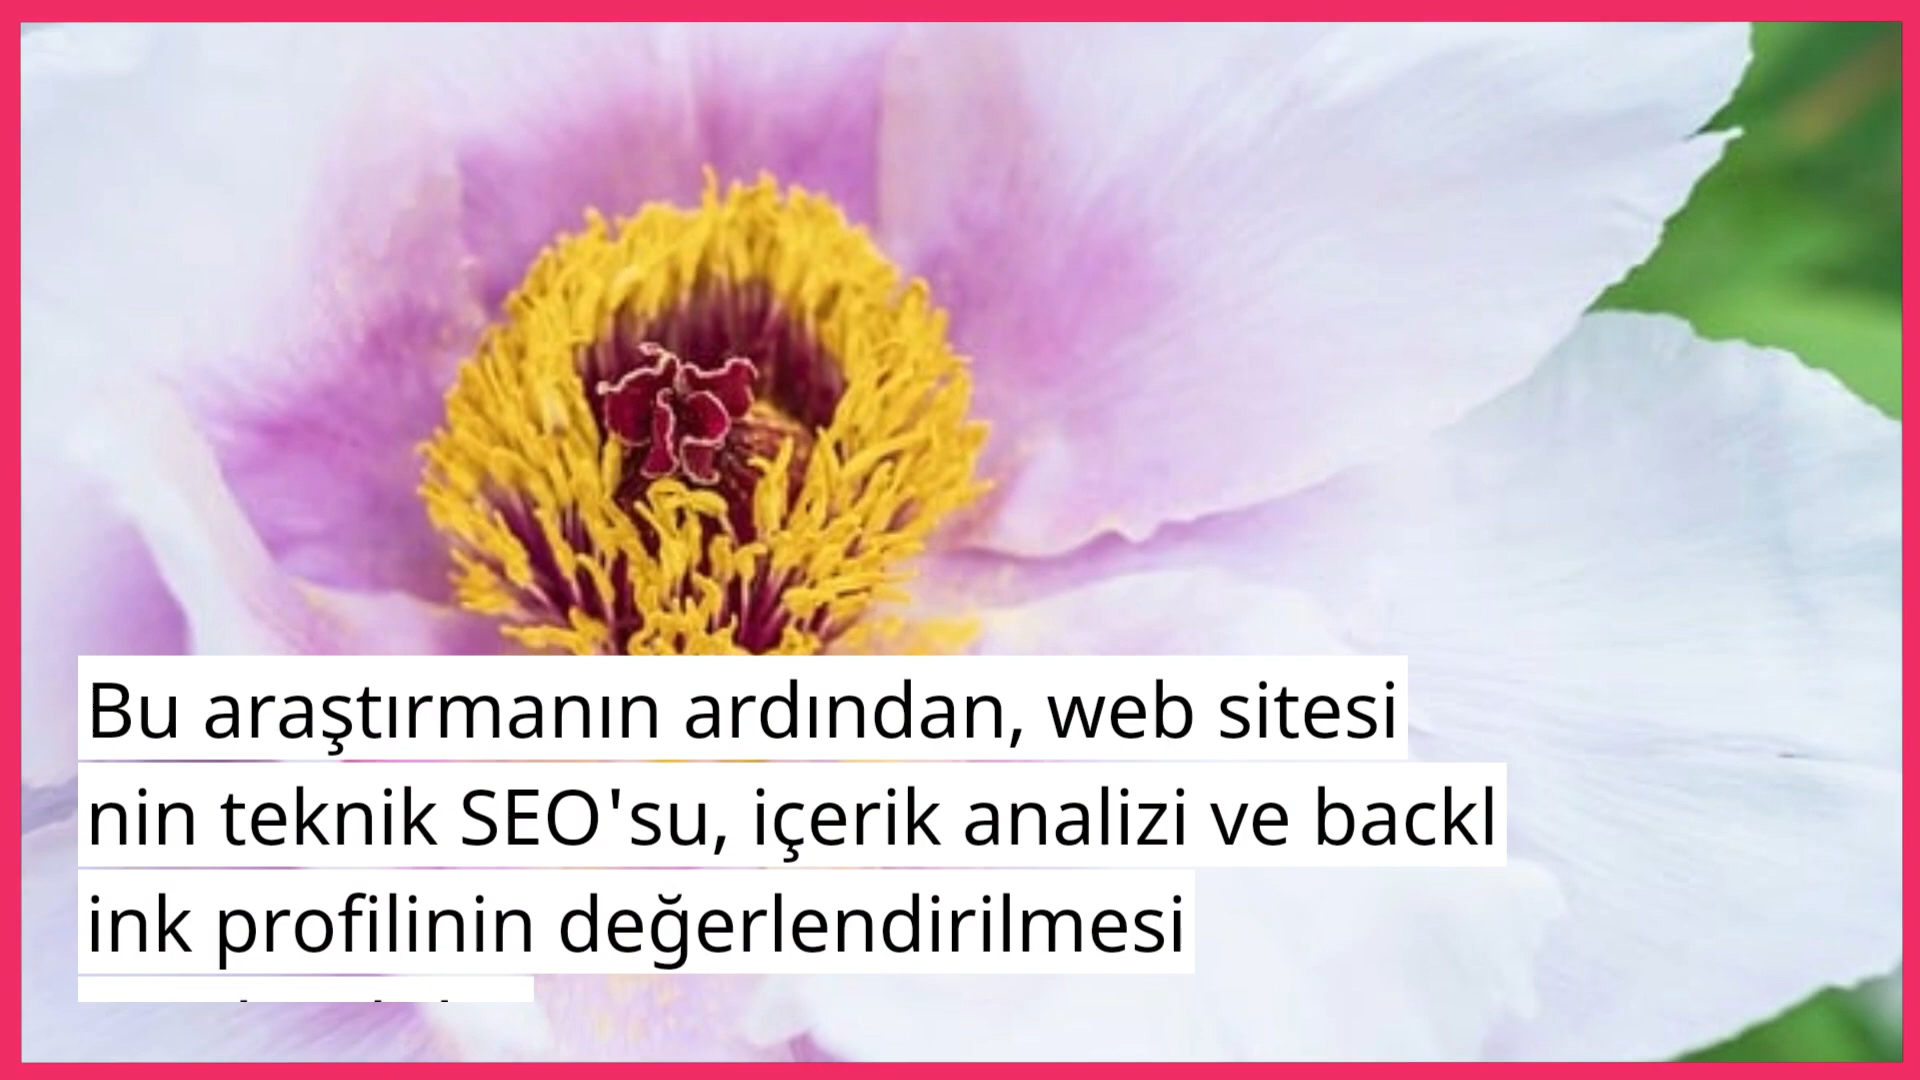 Bu araştırmanın ardından, web sitesi
nin teknik SEO'su, içerik analizi ve backl
ink profilinin değerlendirilmesi